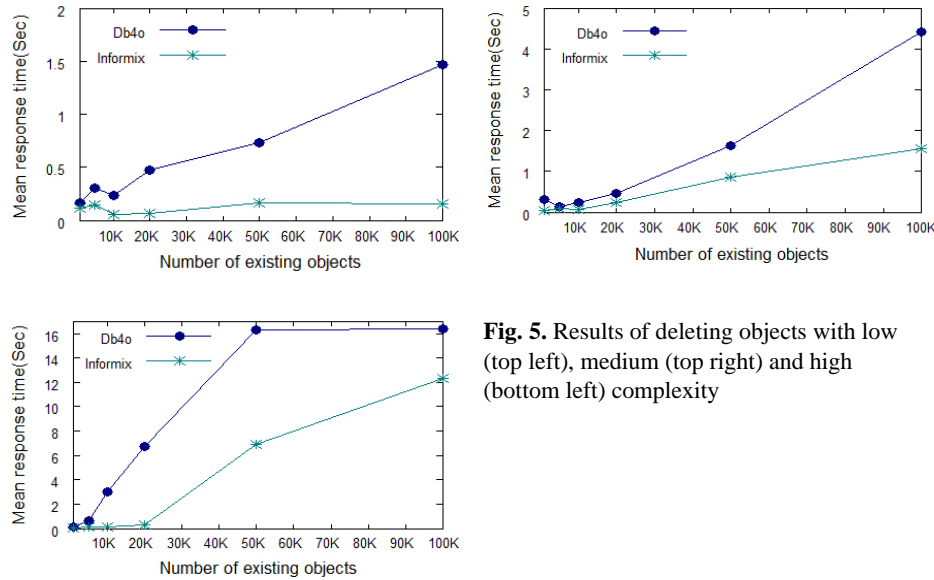 2
1.5
1
0.5
0
Mean response time(Sec)
Db4o
Informix
10K 20K 30K 40K 50K 60K 70K 80K 90K 100K
Number of existing objects
5
4
3
2
1
0
Mean response time(Sec)
Db4o
Informix
10K 20K 30K 40K 50K 60K 70K 80K 90K 100K
Number of existing objects
16
14
12
10
8
6
4
2
0
Mean response time(Sec
Db4o
Informix
10K 20K 30K 40K 50K 60K 70K 80K 90K 100K
Number of existing objects
Fig. 5. Results of deleting objects with low
(top left), medium (top right) and high
(bottom left) complexity